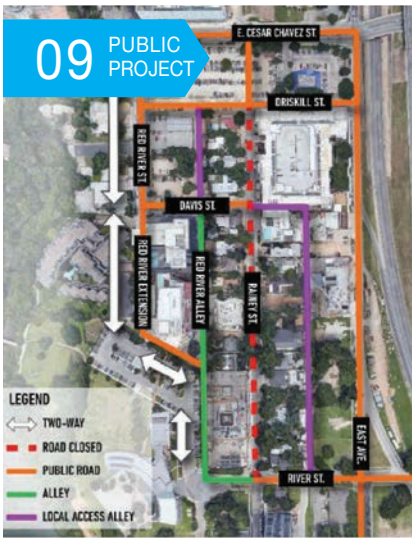 09 PUBLIC
PROJECT
E. CESAR CHAVEZ ST.
DRISKILL ST.
RED RIVER ST.
DAVIS ST.
RED RIVER EXTENSION
RED RIVER ALLEY
RAINEY ST.
EAST AVE.
RIVER ST.
LEGEND
TWO-WAY
ROAD CLOSED
PUBLIC ROAD
ALLEY
LOCAL ACCESS ALLEY